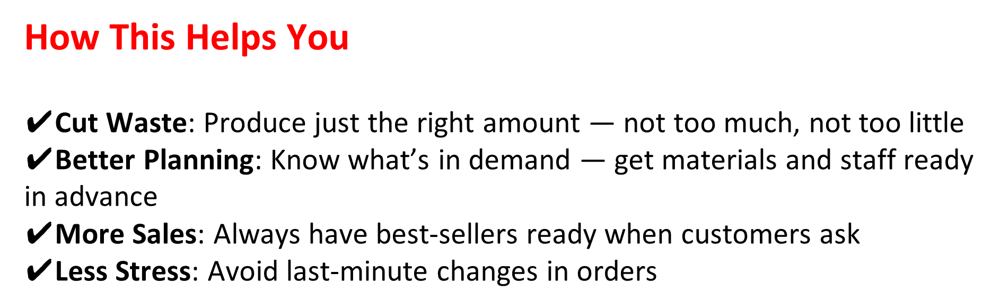 How This Helps You
✔Cut Waste: Produce just the right amount — not too much, not too little
✔Better Planning: Know what’s in demand — get materials and staff ready
in advance
✔More Sales: Always have best-sellers ready when customers ask
✔Less Stress: Avoid last-minute changes in orders